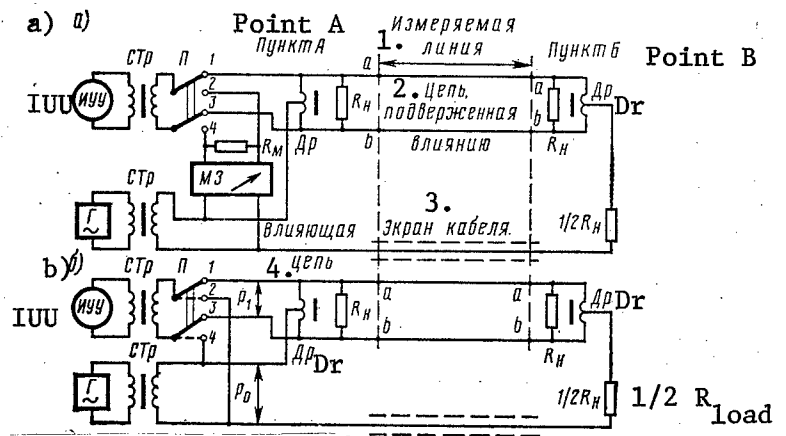 a) а) Point A 1. Измеряемая линия
СТр П 1 Пункт А a Пункт Б Point B
IUU ИУУ 2 3 4 Rн 2. Цепь, подверженная влиянию a Др Dr
Rм Др b b Rн
МЗ
Г ~ СТр Влияющая 3. Экран кабеля. 1/2Rн
b) б) СТр П 1 4. цепь
IUU ИУУ 2 3 4 P₁ Rн a b a b Др Dr
СТр Др Dr Rн
Г ~ P₀ 1/2Rн 1/2 R load